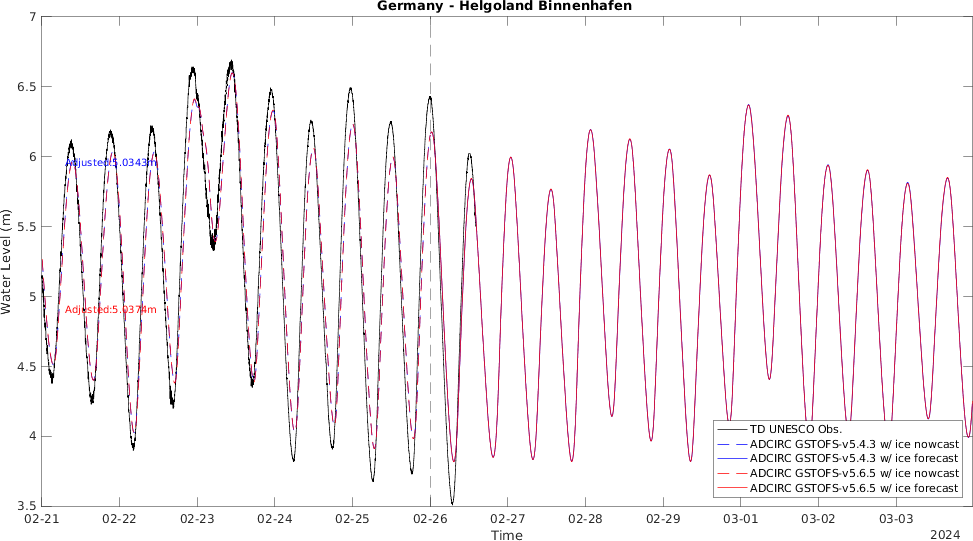 Germany - Helgoland Binnenhafen
7
6.5
6
5.5
5
4.5
4
3.5
Water Level (m)
Adjusted:5.0343m
Adjusted:5.0374m
TD UNESCO Obs.
ADCIRC GSTOFS-v5.4.3 w/ ice nowcast
ADCIRC GSTOFS-v5.4.3 w/ ice forecast
ADCIRC GSTOFS-v5.6.5 w/ ice nowcast
ADCIRC GSTOFS-v5.6.5 w/ ice forecast
02-21 02-22 02-23 02-24 02-25 02-26 02-27 02-28 02-29 03-01 03-02 03-03
Time
2024